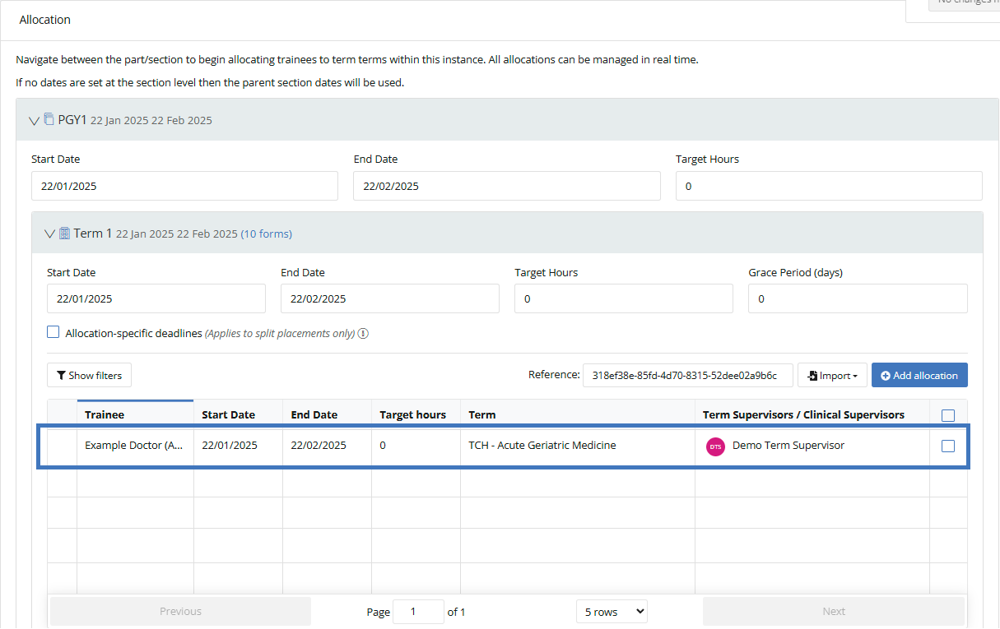 No changes
Allocation
Navigate between the part/section to begin allocating trainees to term terms within this instance. All allocations can be managed in real time.
If no dates are set at the section level then the parent section dates will be used.
PGY1 22 Jan 2025 22 Feb 2025
Start Date End Date Target Hours
22/01/2025 22/02/2025 0
Term 1 22 Jan 2025 22 Feb 2025 (10 forms)
Start Date End Date Target Hours Grace Period (days)
22/01/2025 22/02/2025 0 0
Allocation-specific deadlines (Applies to split placements only)
Show filters Reference: 318ef38e-85fd-4d70-8315-52dee02a9b6c Import Add allocation
Trainee Start Date End Date Target hours Term Term Supervisors / Clinical Supervisors
Example Doctor (A... 22/01/2025 22/02/2025 0 TCH - Acute Geriatric Medicine DTS Demo Term Supervisor
Previous Page 1 of 1 5 rows Next